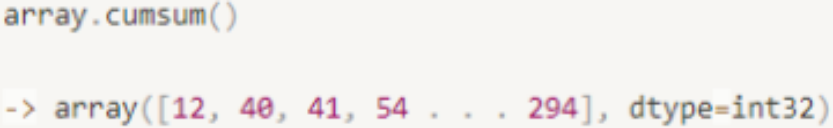 array.cumsum()
-> array([12, 40, 41, 54 . . . 294], dtype=int32)